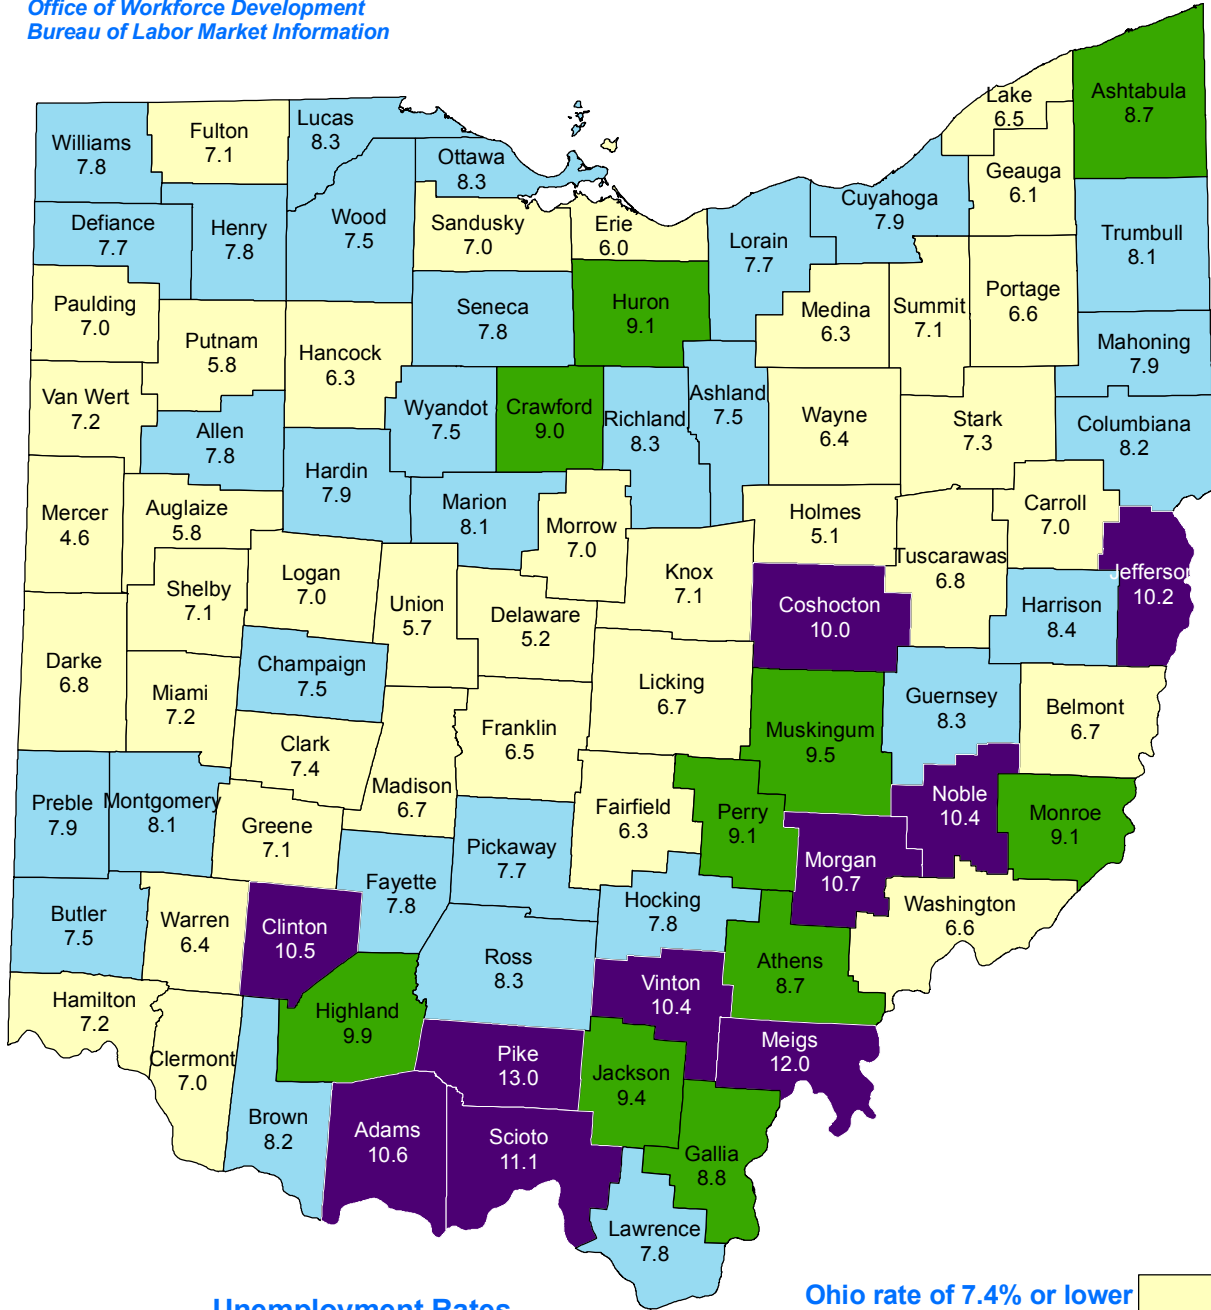 Office of Workforce Development
Bureau of Labor Market Information
Lake
6.5
Ashtabula
8.7
Williams
7.8
Fulton
7.1
Lucas
8.3
Ottawa
8.3
Geauga
6.1
Cuyahoga
7.9
Defiance
7.7
Henry
7.8
Wood
7.5
Sandusky
7.0
Erie
6.0
Lorain
7.7
Trumbull
8.1
Paulding
7.0
Putnam
5.8
Hancock
6.3
Seneca
7.8
Huron
9.1
Medina
6.3
Summit
7.1
Portage
6.6
Mahoning
7.9
Van Wert
7.2
Allen
7.8
Wyandot
7.5
Crawford
9.0
Richland
8.3
Ashland
7.5
Wayne
6.4
Stark
7.3
Columbiana
8.2
Hardin
7.9
Mercer
4.6
Auglaize
5.8
Marion
8.1
Morrow
7.0
Holmes
5.1
Carroll
7.0
Tuscarawas
6.8
Jefferson
10.2
Shelby
7.1
Logan
7.0
Union
5.7
Delaware
5.2
Knox
7.1
Coshocton
10.0
Harrison
8.4
Darke
6.8
Miami
7.2
Champaign
7.5
Licking
6.7
Guernsey
8.3
Belmont
6.7
Clark
7.4
Franklin
6.5
Muskingum
9.5
Madison
6.7
Preble
7.9
Montgomery
8.1
Greene
7.1
Fairfield
6.3
Perry
9.1
Noble
10.4
Monroe
9.1
Pickaway
7.7
Morgan
10.7
Fayette
7.8
Hocking
7.8
Washington
6.6
Butler
7.5
Warren
6.4
Clinton
10.5
Ross
8.3
Athens
8.7
Vinton
10.4
Hamilton
7.2
Highland
9.9
Clermont
7.0
Pike
13.0
Jackson
9.4
Meigs
12.0
Brown
8.2
Adams
10.6
Scioto
11.1
Gallia
8.8
Lawrence
7.8
Unemployment Rates
Ohio rate of 7.4% or lower